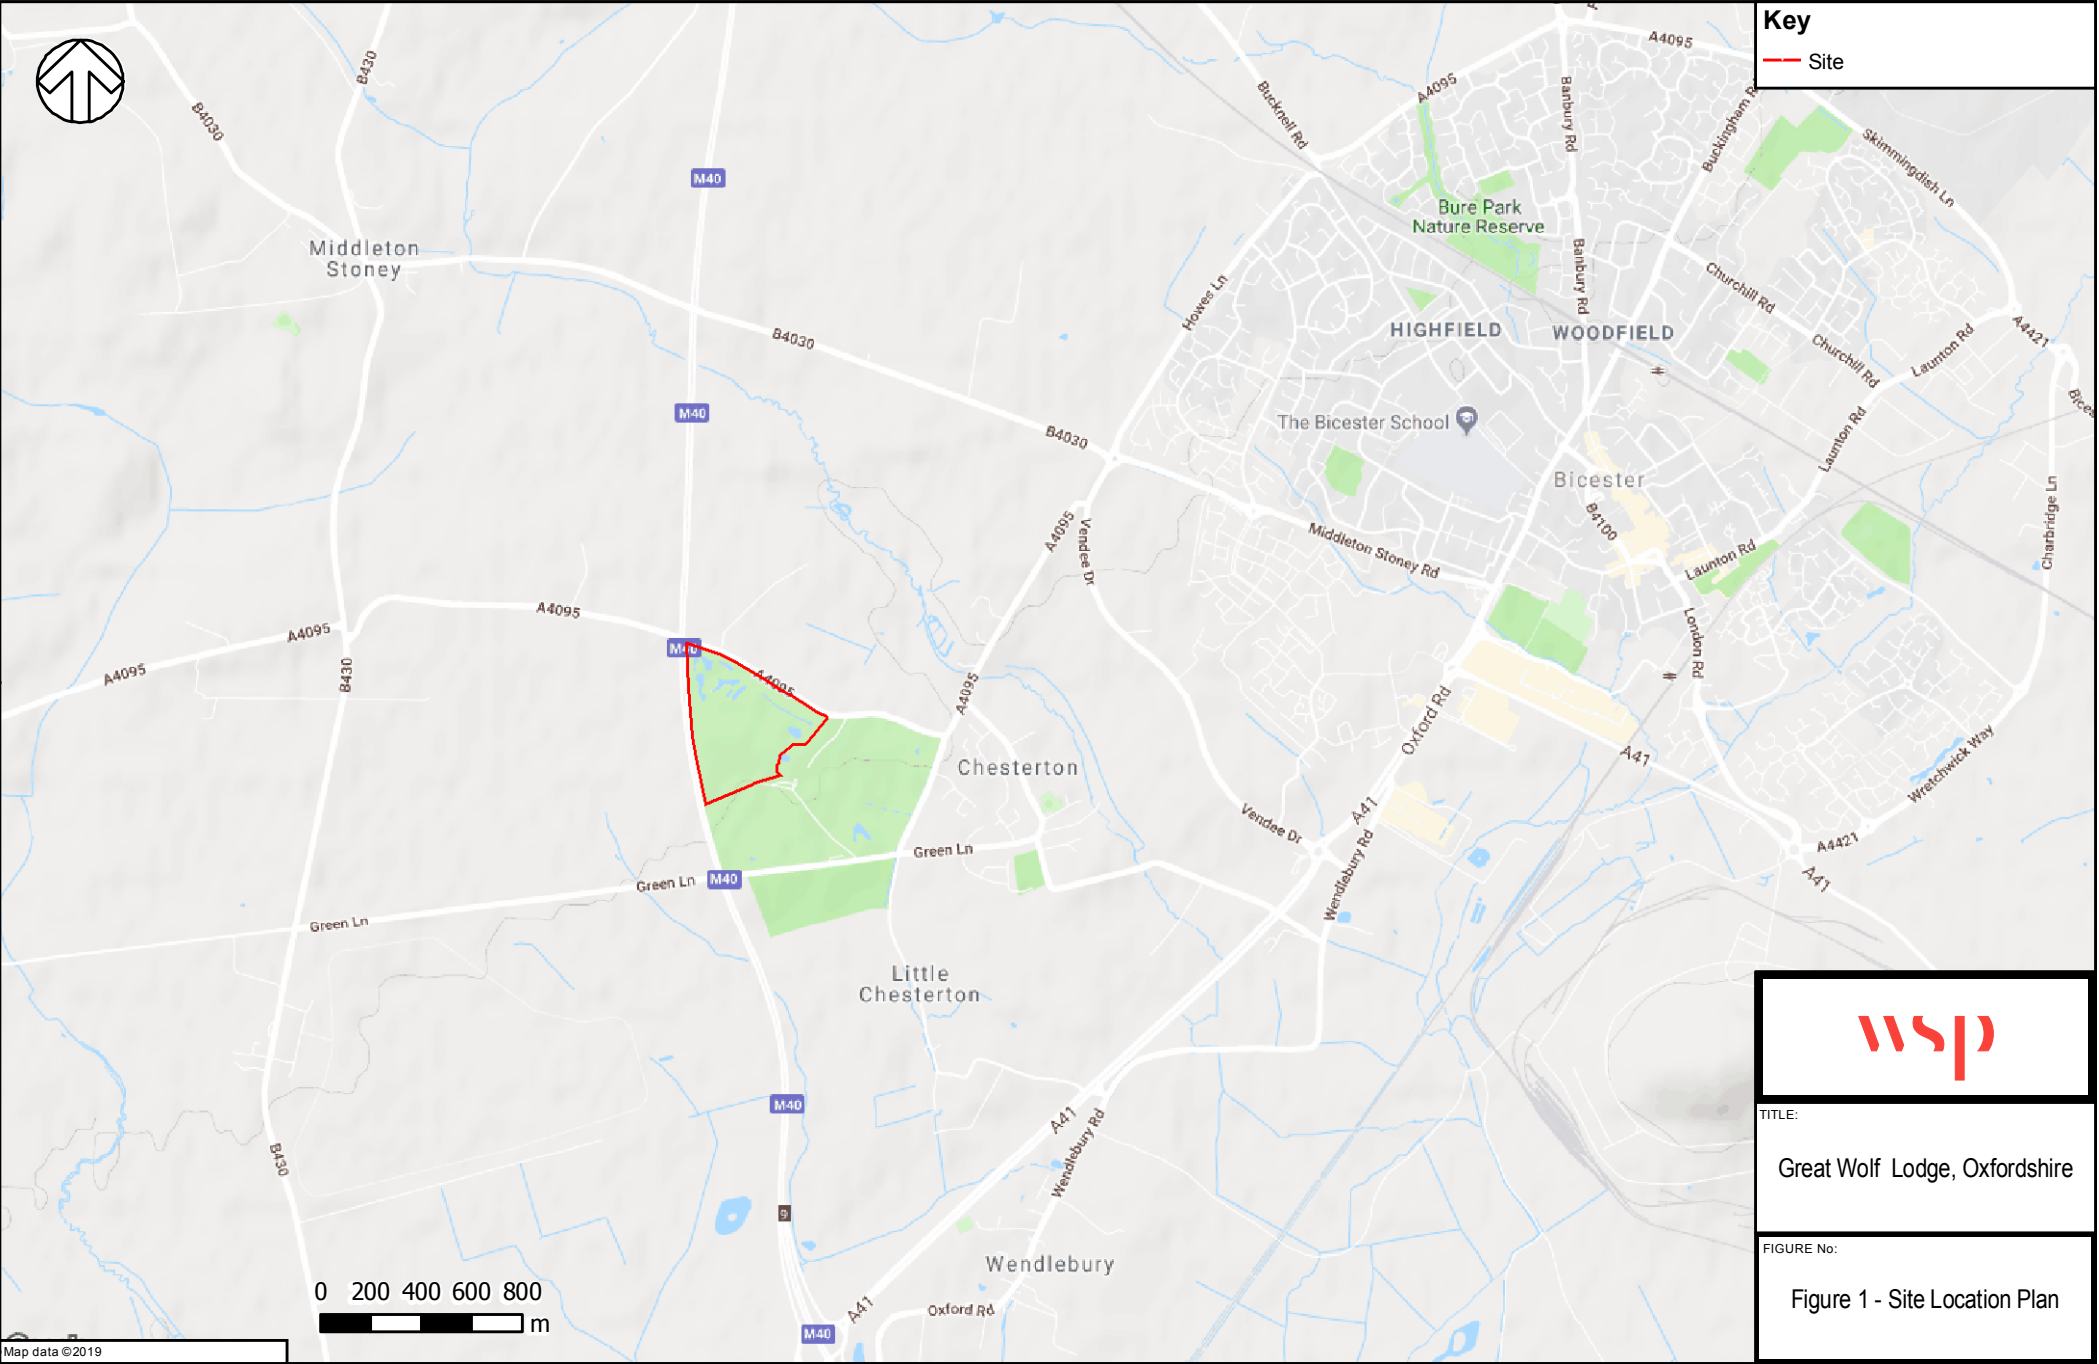 Key
Site
A4095
B430
B4030
A4095
Bucknell Rd
Banbury Rd
Buckingham
Skimmingdish Ln
M40
Bure Park
Nature Reserve
Middleton
Stoney
Banbury Rd
Churchill Rd
Howes Ln
HIGHFIELD
WOODFIELD
B4030
Churchill Rd
Launton Rd
A4421
M40
The Bicester School
B4030
Launton Rd
Bicester
B4100
Charbridge Ln
A4095
Vendee Dr
Middleton Stoney Rd
Launton Rd
A4095
A4095
London Rd
M40
A4095
B430
A4095
A4095
Oxford Rd
Chesterton
A41
Wretchwick Way
Vendee Dr
A41
Wendlebury Rd
A4421
Green Ln
M40
Green Ln
A41
Green Ln
Little
Chesterton
wsp
M40
A41
Wendlebury Rd
TITLE:
Great Wolf Lodge, Oxfordshire
B430
9
FIGURE No:
Wendlebury
Figure 1 - Site Location Plan
0 200 400 600 800
m
A41
Oxford Rd
M40
Map data ©2019